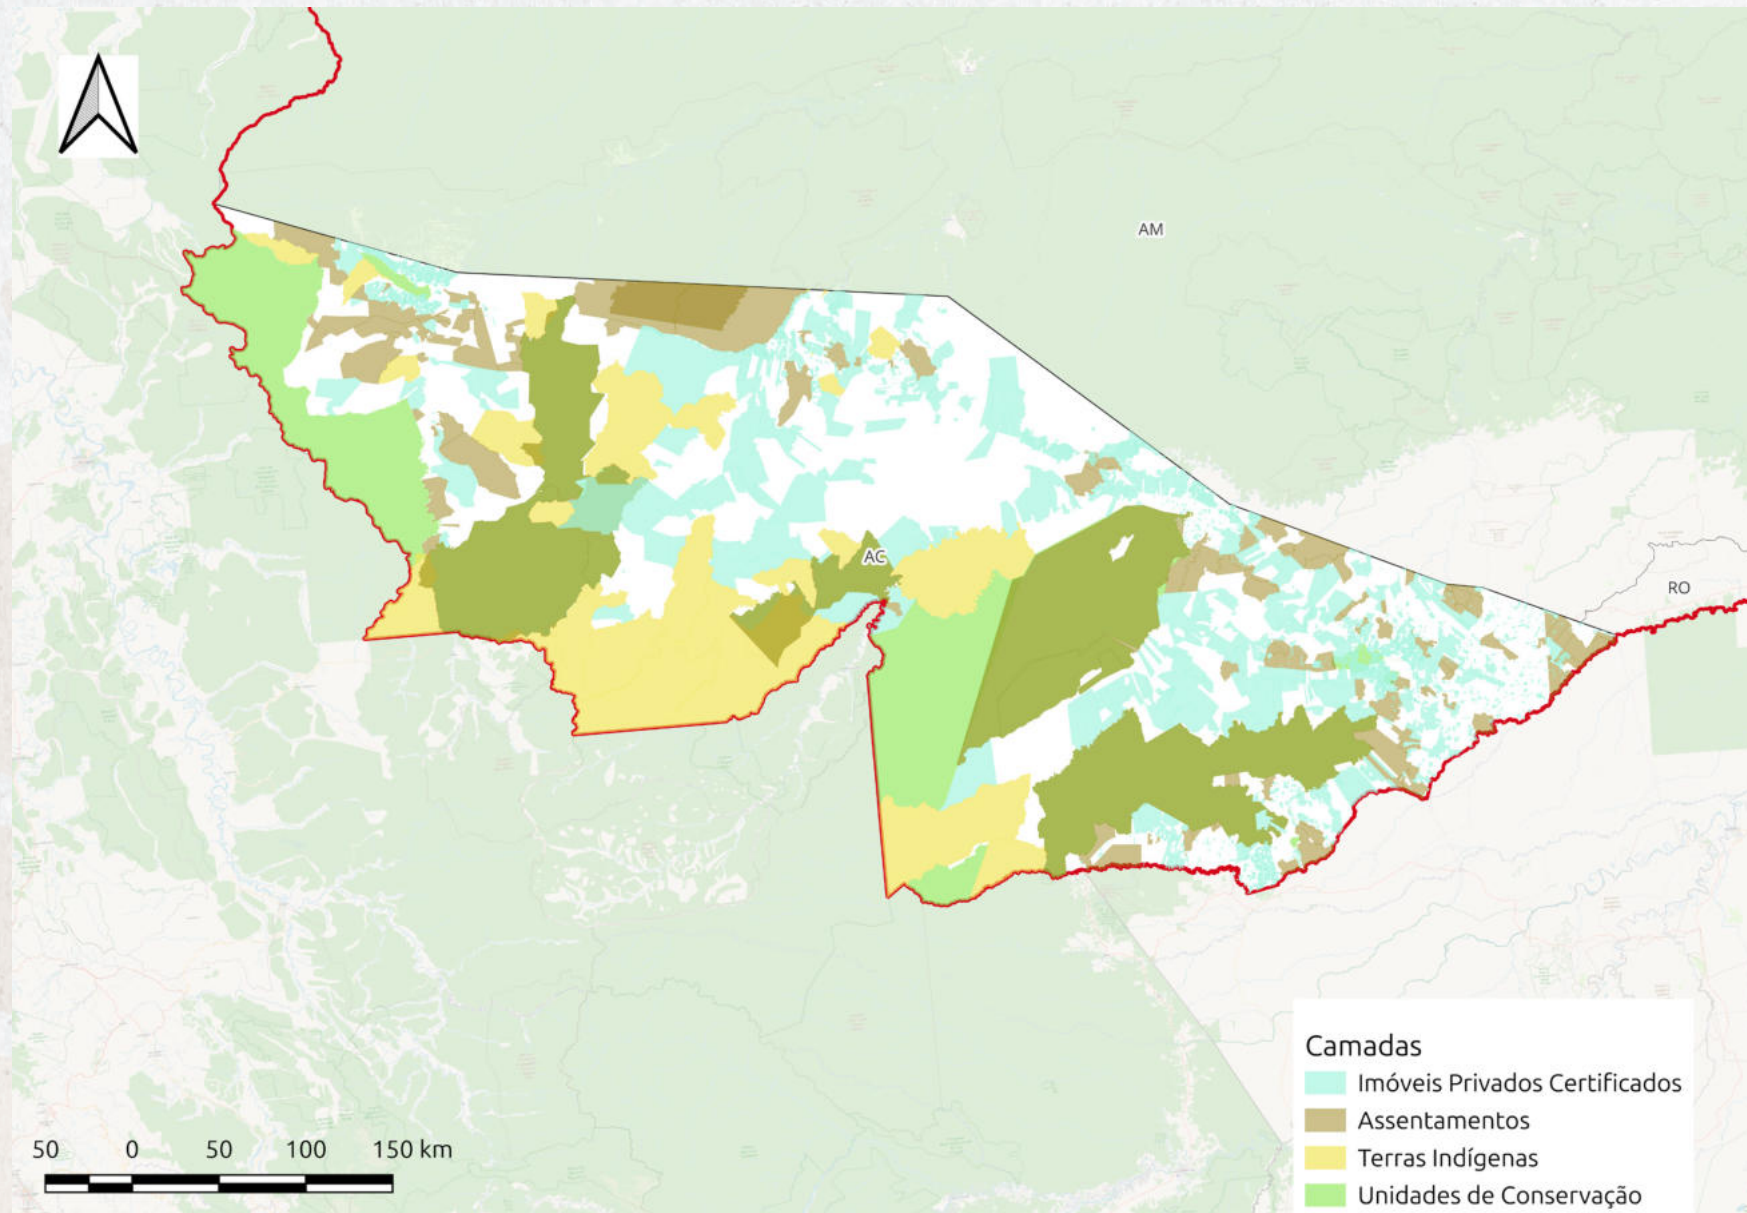 AM
AC
RO
50 0 50 100 150 km
Camadas
Imóveis Privados Certificados
Assentamentos
Terras Indígenas
Unidades de Conservação